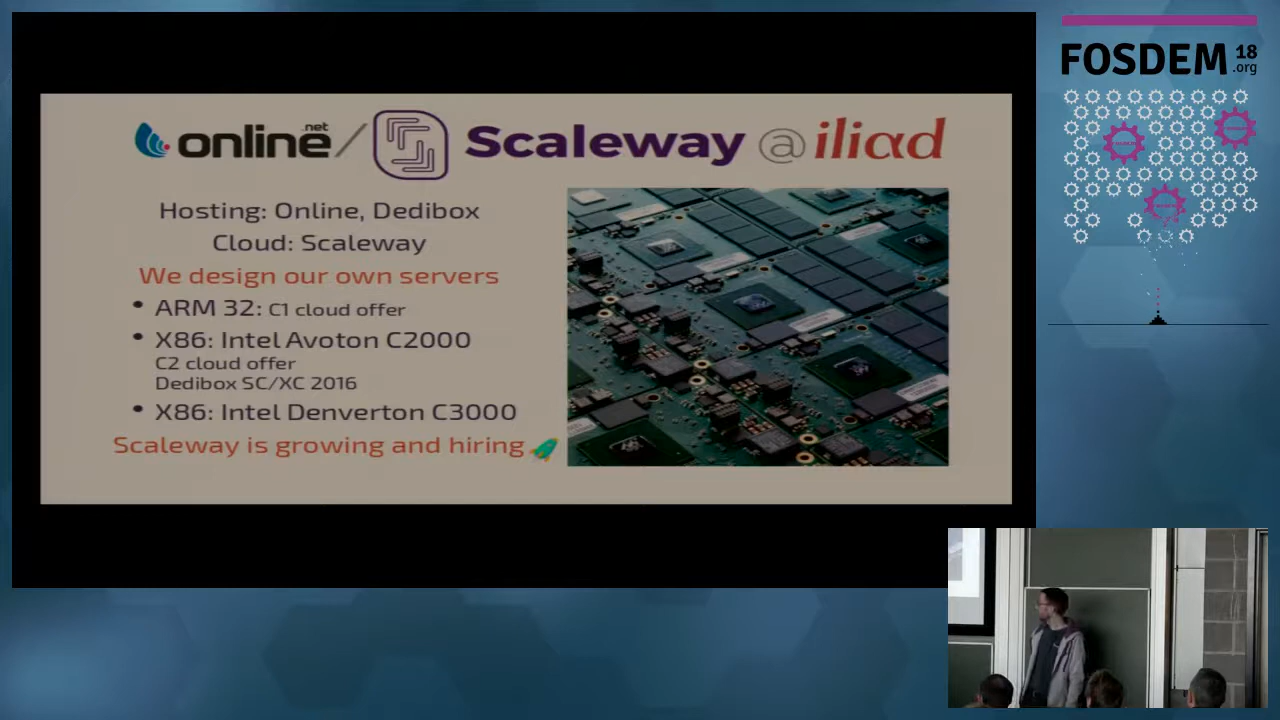 online.net / Scaleway @ iliad
Hosting: Online, Dedibox
Cloud: Scaleway
We design our own servers
• ARM 32: C1 cloud offer
• X86: Intel Avoton C2000
C2 cloud offer
Dedibox SC/XC 2016
• X86: Intel Denverton C3000
Scaleway is growing and hiring
FOSDEM 18
.org